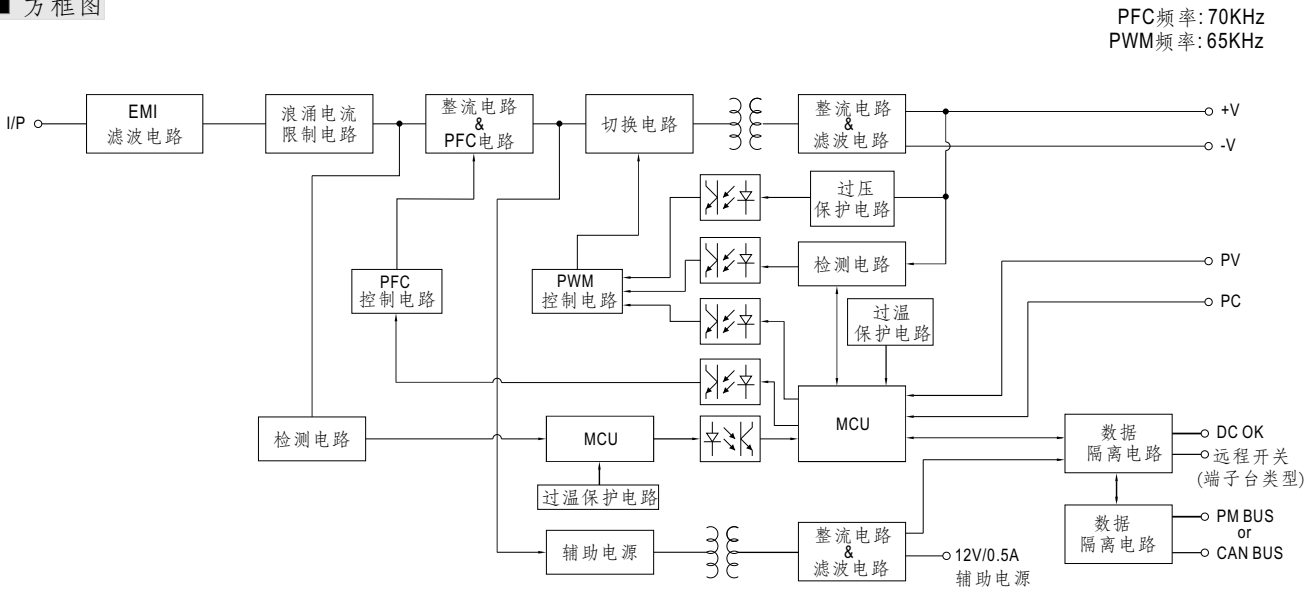 ■ 方框图
PFC频率: 70KHz
PWM频率: 65KHz
I/P
EMI
滤波电路
浪涌电流
限制电路
整流电路
&
PFC电路
切换电路
整流电路
&
滤波电路
+V
-V
过压
保护电路
检测电路
PFC
控制电路
PWM
控制电路
过温
保护电路
PV
PC
检测电路
MCU
MCU
过温保护电路
数据
隔离电路
DC OK
远程开关
(端子台类型)
数据
隔离电路
PM BUS
or
CAN BUS
辅助电源
整流电路
&
滤波电路
12V/0.5A
辅助电源